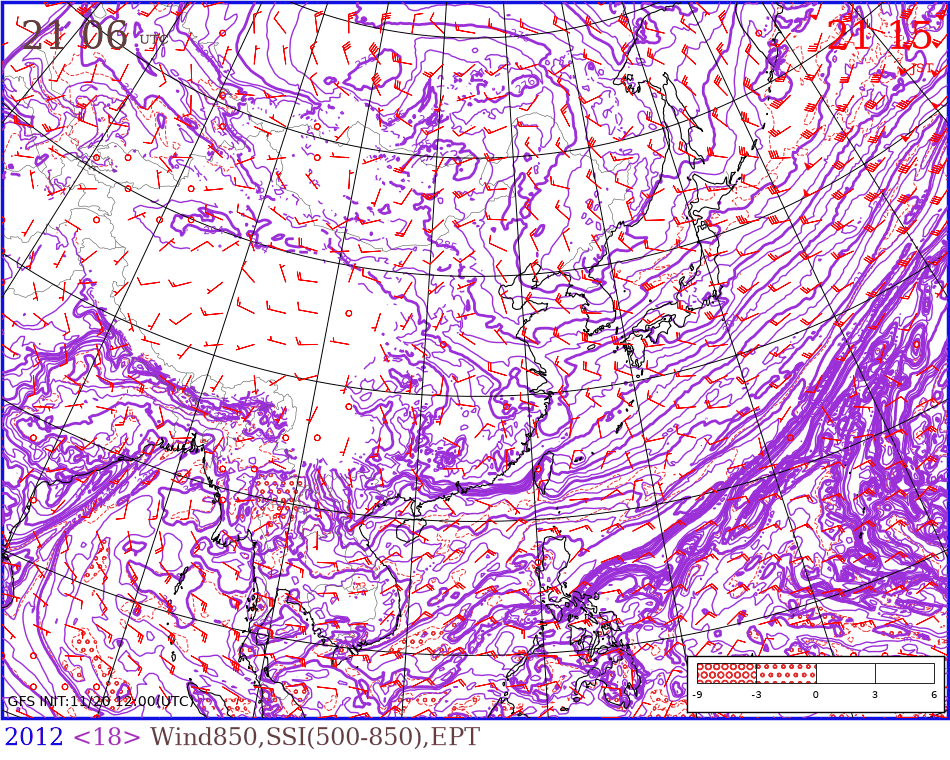 21 06 UTC 21 15
JST
-9 -3 0 3 6
GFS INIT:11/20 12:00(UTC)
2012 <18> Wind850,SSI(500-850),EPT